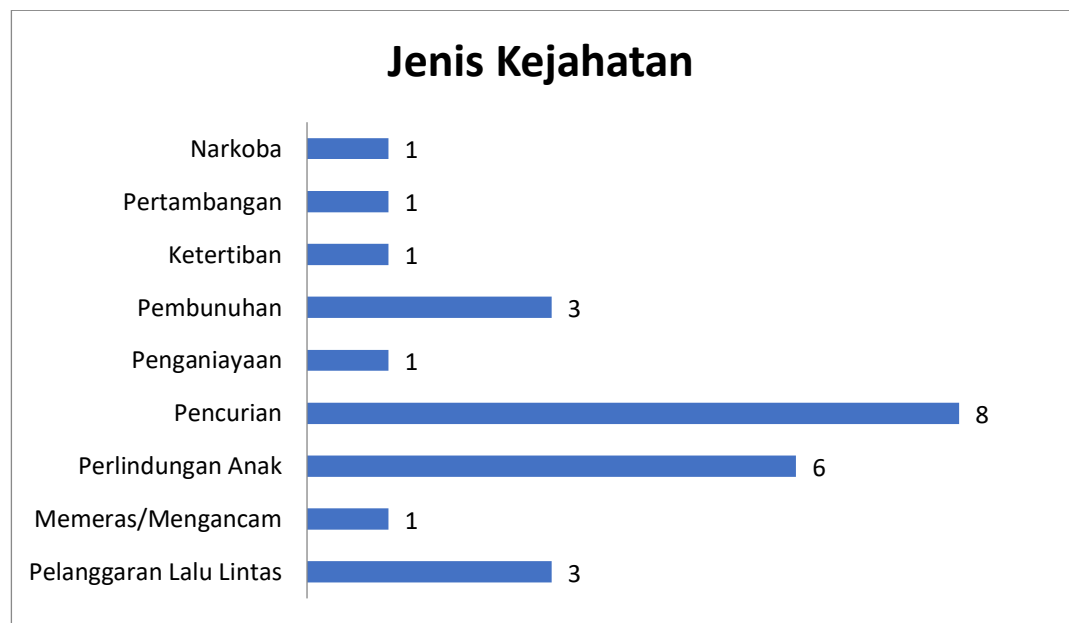 Jenis Kejahatan
Narkoba 1
Pertambangan 1
Ketertiban 1
Pembunuhan 3
Penganiayaan 1
Pencurian 8
Perlindungan Anak 6
Memeras/Mengancam 1
Pelanggaran Lalu Lintas 3